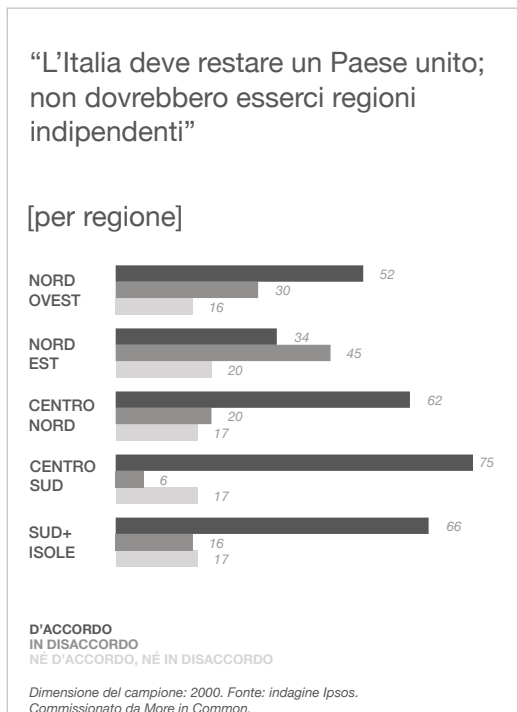 “L’Italia deve restare un Paese unito;
non dovrebbero esserci regioni
indipendenti”
[per regione]
NORD
OVEST
52
30
16
NORD
EST
34
45
20
CENTRO
NORD
62
20
17
CENTRO
SUD
75
6
17
SUD+
ISOLE
66
16
17
D’ACCORDO
IN DISACCORDO
NÉ D’ACCORDO, NÉ IN DISACCORDO
Dimensione del campione: 2000. Fonte: indagine Ipsos.
Commissionato da More in Common.